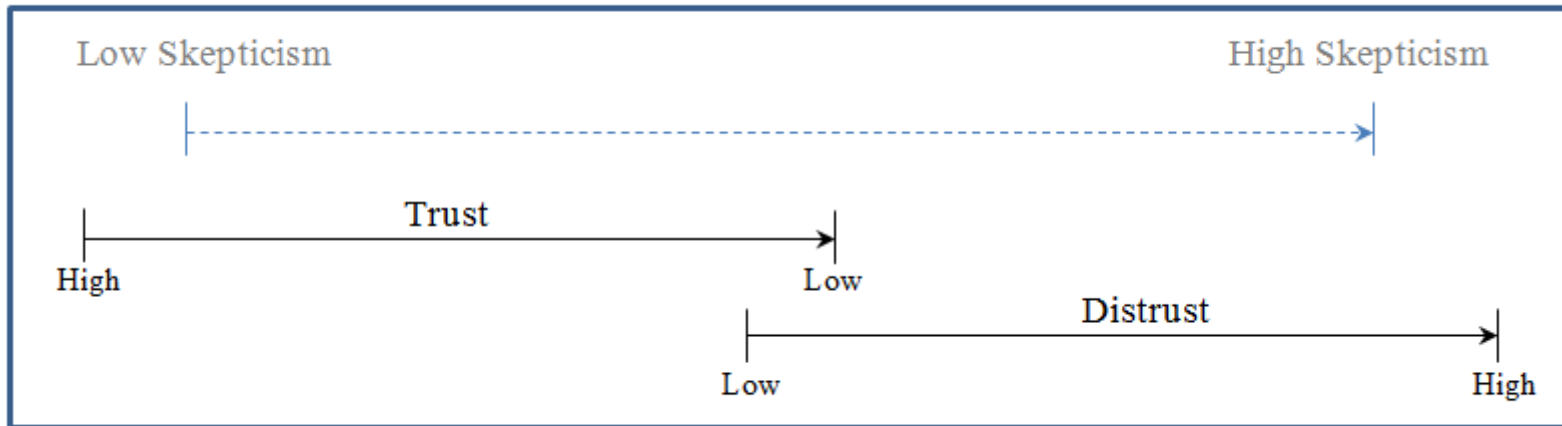 Low Skepticism High Skepticism
Trust
High Low
Distrust
Low High